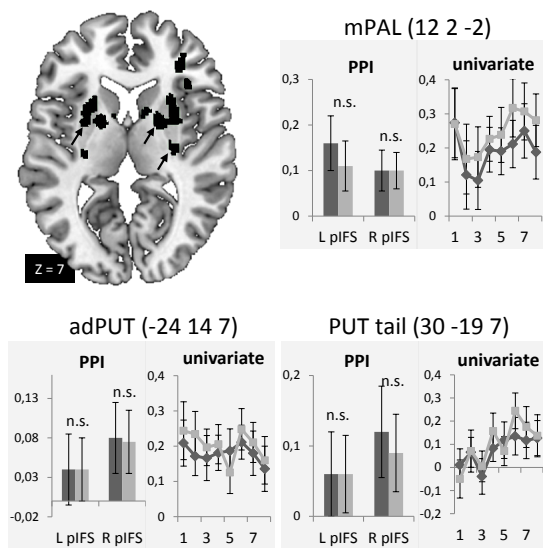 mPAL (12 2 -2)
PPI
univariate
0,3
0,2
0,1
0
n.s.
n.s.
L pIFS R pIFS
0,4
0,3
0,2
0,1
0
1 3 5 7
Z = 7
adPUT (-24 14 7)
PPI
univariate
0,13
0,08
0,03
-0,02
n.s.
n.s.
L pIFS R pIFS
0,4
0,3
0,2
0,1
0
1 3 5 7
PUT tail (30 -19 7)
PPI
univariate
0,2
0,1
0
n.s.
n.s.
L pIFS R pIFS
0,4
0,3
0,2
0,1
0
-0,1
-0,2
1 3 5 7